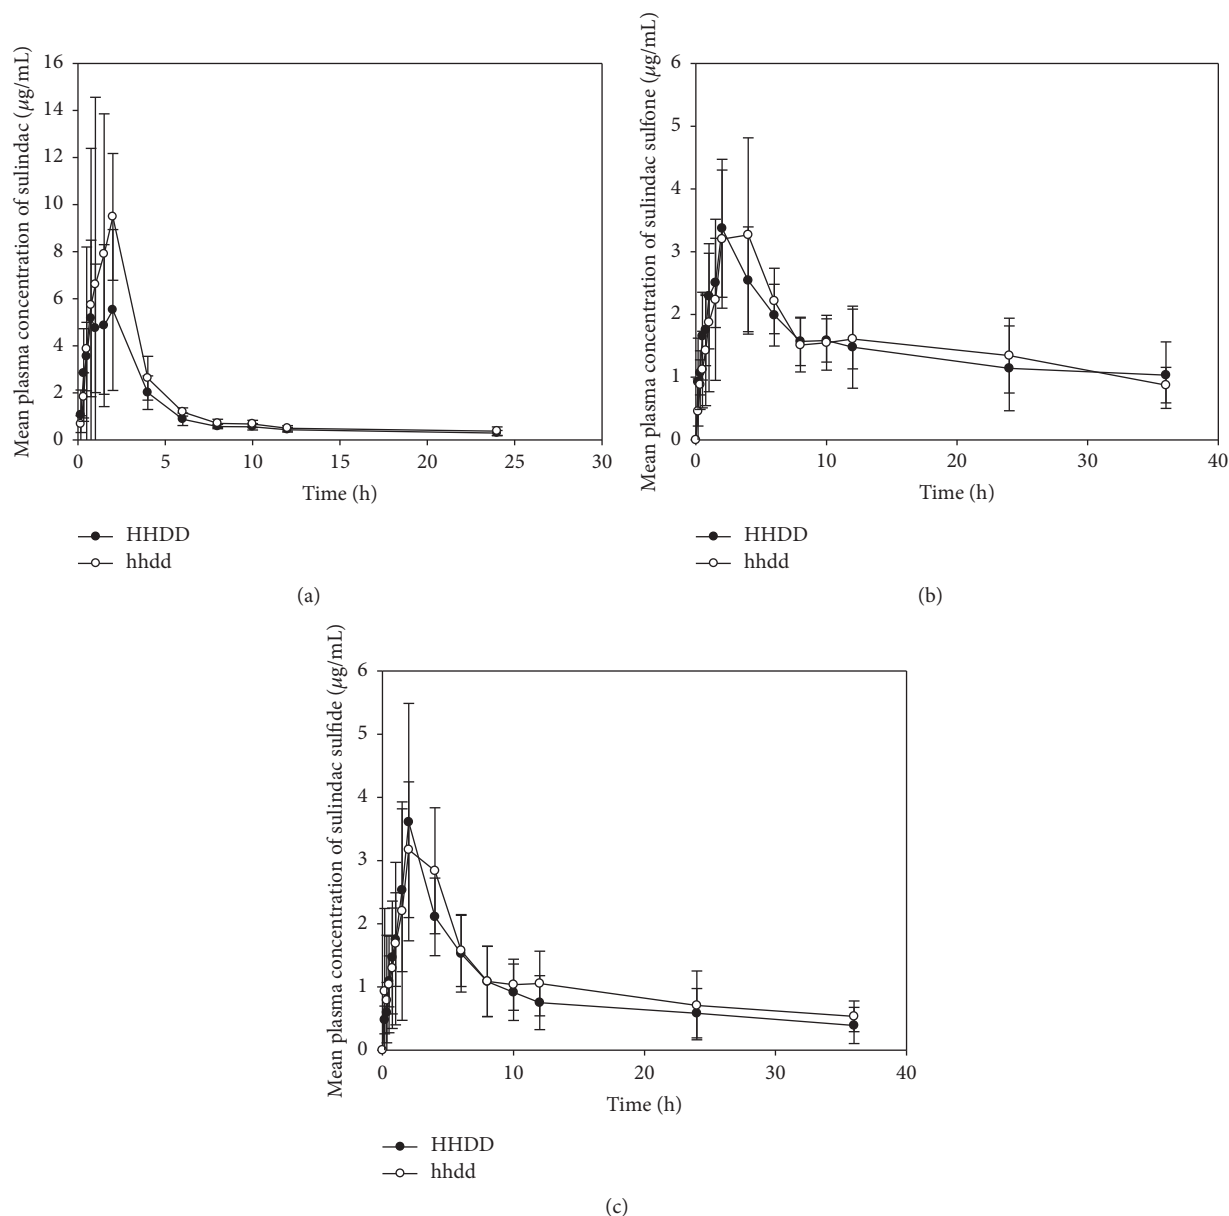 Mean plasma concentration of sulindac (μg/mL)
16
14
12
10
8
6
4
2
0
0 5 10 15 20 25 30
Time (h)
HHDD
hhdd
(a)
Mean plasma concentration of sulindac sulfone (μg/mL)
6
5
4
3
2
1
0
0 10 20 30 40
Time (h)
HHDD
hhdd
(b)
Mean plasma concentration of sulindac sulfide (μg/mL)
6
5
4
3
2
1
0
0 10 20 30 40
Time (h)
HHDD
hhdd
(c)